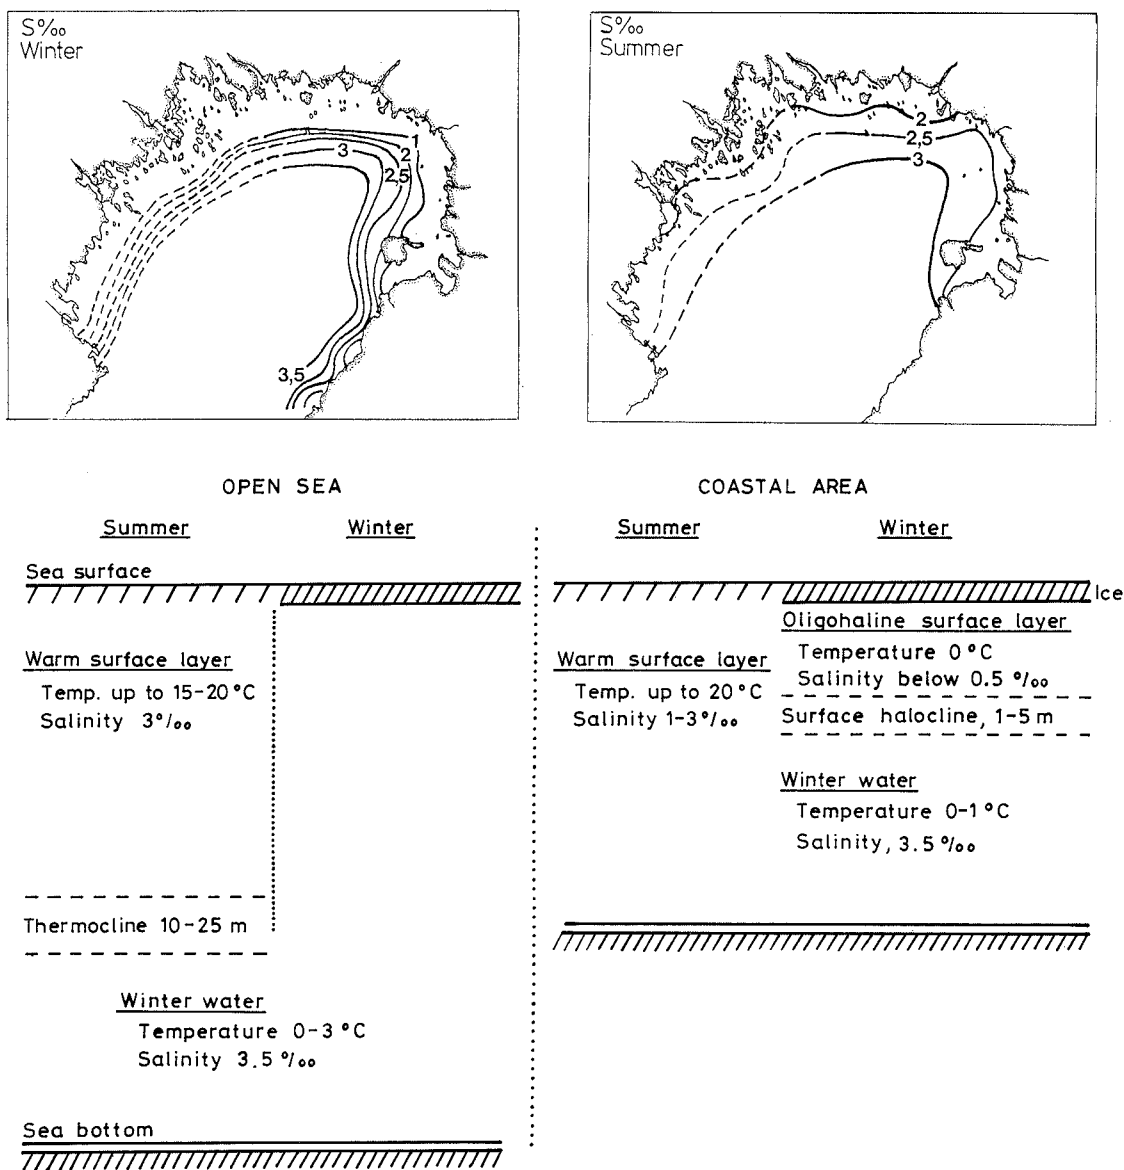 S‰
Winter
1
2
2,5
3
3,5
S‰
Summer
2
2,5
3
OPEN SEA
Summer
Winter
Sea surface
Warm surface layer
Temp. up to 15-20°C
Salinity 3‰
Thermocline 10-25 m
Winter water
Temperature 0-3°C
Salinity 3.5‰
Sea bottom
COASTAL AREA
Summer
Winter
Ice
Warm surface layer
Temp. up to 20°C
Salinity 1-3‰
Oligohaline surface layer
Temperature 0°C
Salinity below 0.5‰
Surface halocline, 1-5 m
Winter water
Temperature 0-1°C
Salinity, 3.5‰